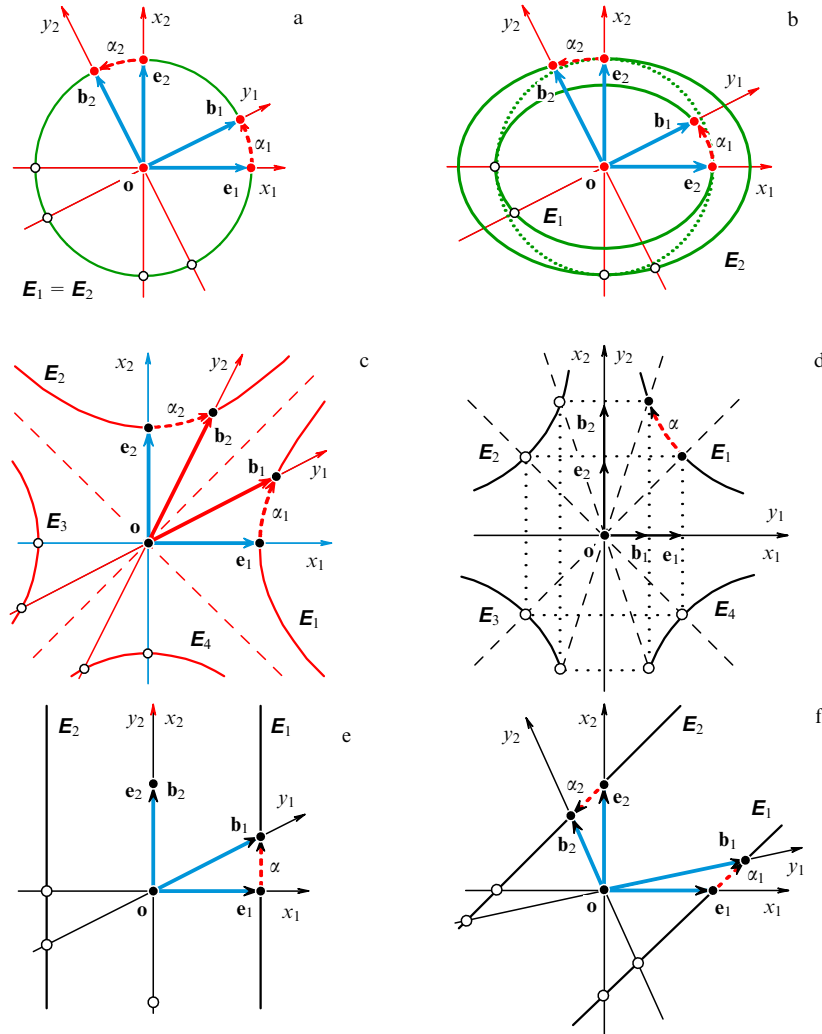 a
x₂
y₂
α₂
e₂
b₂
y₁
b₁
α₁
o
e₁
x₁
E₁ = E₂
b
x₂
y₂
α₂
e₂
b₂
y₁
b₁
α₁
o
e₂
x₁
E₁
E₂
c
x₂
y₂
E₂
α₂
b₂
e₂
b₁
y₁
E₃
o
α₁
e₁
x₁
E₁
E₄
d
x₂
y₂
b₂
α
E₂
E₁
e₂
y₁
o
b₁
e₁
x₁
E₃
E₄
e
y₂
x₂
E₂
E₁
e₂
b₂
y₁
b₁
α
o
e₁
x₁
f
x₂
y₂
E₂
α₂
e₂
E₁
b₂
b₁
y₁
α₁
o
e₁
x₁